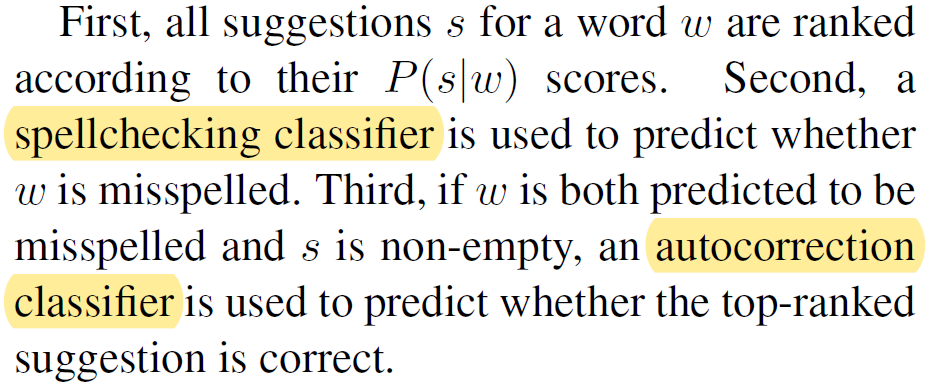 First, all suggestions s for a word w are ranked
according to their P(s|w) scores. Second, a
spellchecking classifier is used to predict whether
w is misspelled. Third, if w is both predicted to be
misspelled and s is non-empty, an autocorrection
classifier is used to predict whether the top-ranked
suggestion is correct.